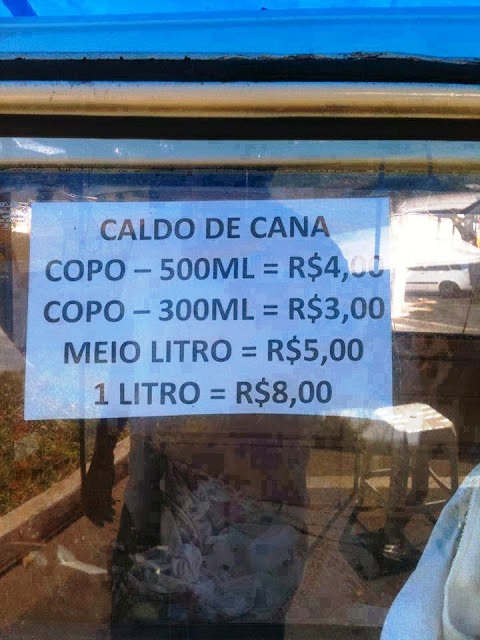 CALDO DE CANA
COPO – 500ML = R$4,00
COPO – 300ML = R$3,00
MEIO LITRO = R$5,00
1 LITRO = R$8,00